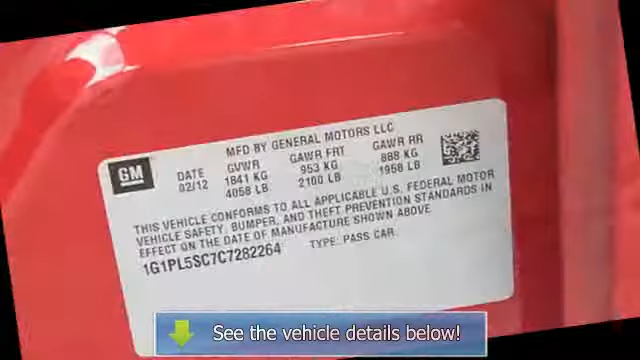 GM
MFD BY GENERAL MOTORS LLC
DATE GVWR GAWR FRT GAWR RR
02/12 1841 KG 953 KG 888 KG
4058 LB 2100 LB 1958 LB
THIS VEHICLE CONFORMS TO ALL APPLICABLE U.S. FEDERAL MOTOR
VEHICLE SAFETY, BUMPER, AND THEFT PREVENTION STANDARDS IN
EFFECT ON THE DATE OF MANUFACTURE SHOWN ABOVE
1G1PL5SC7C7282264 TYPE: PASS CAR
See the vehicle details below!